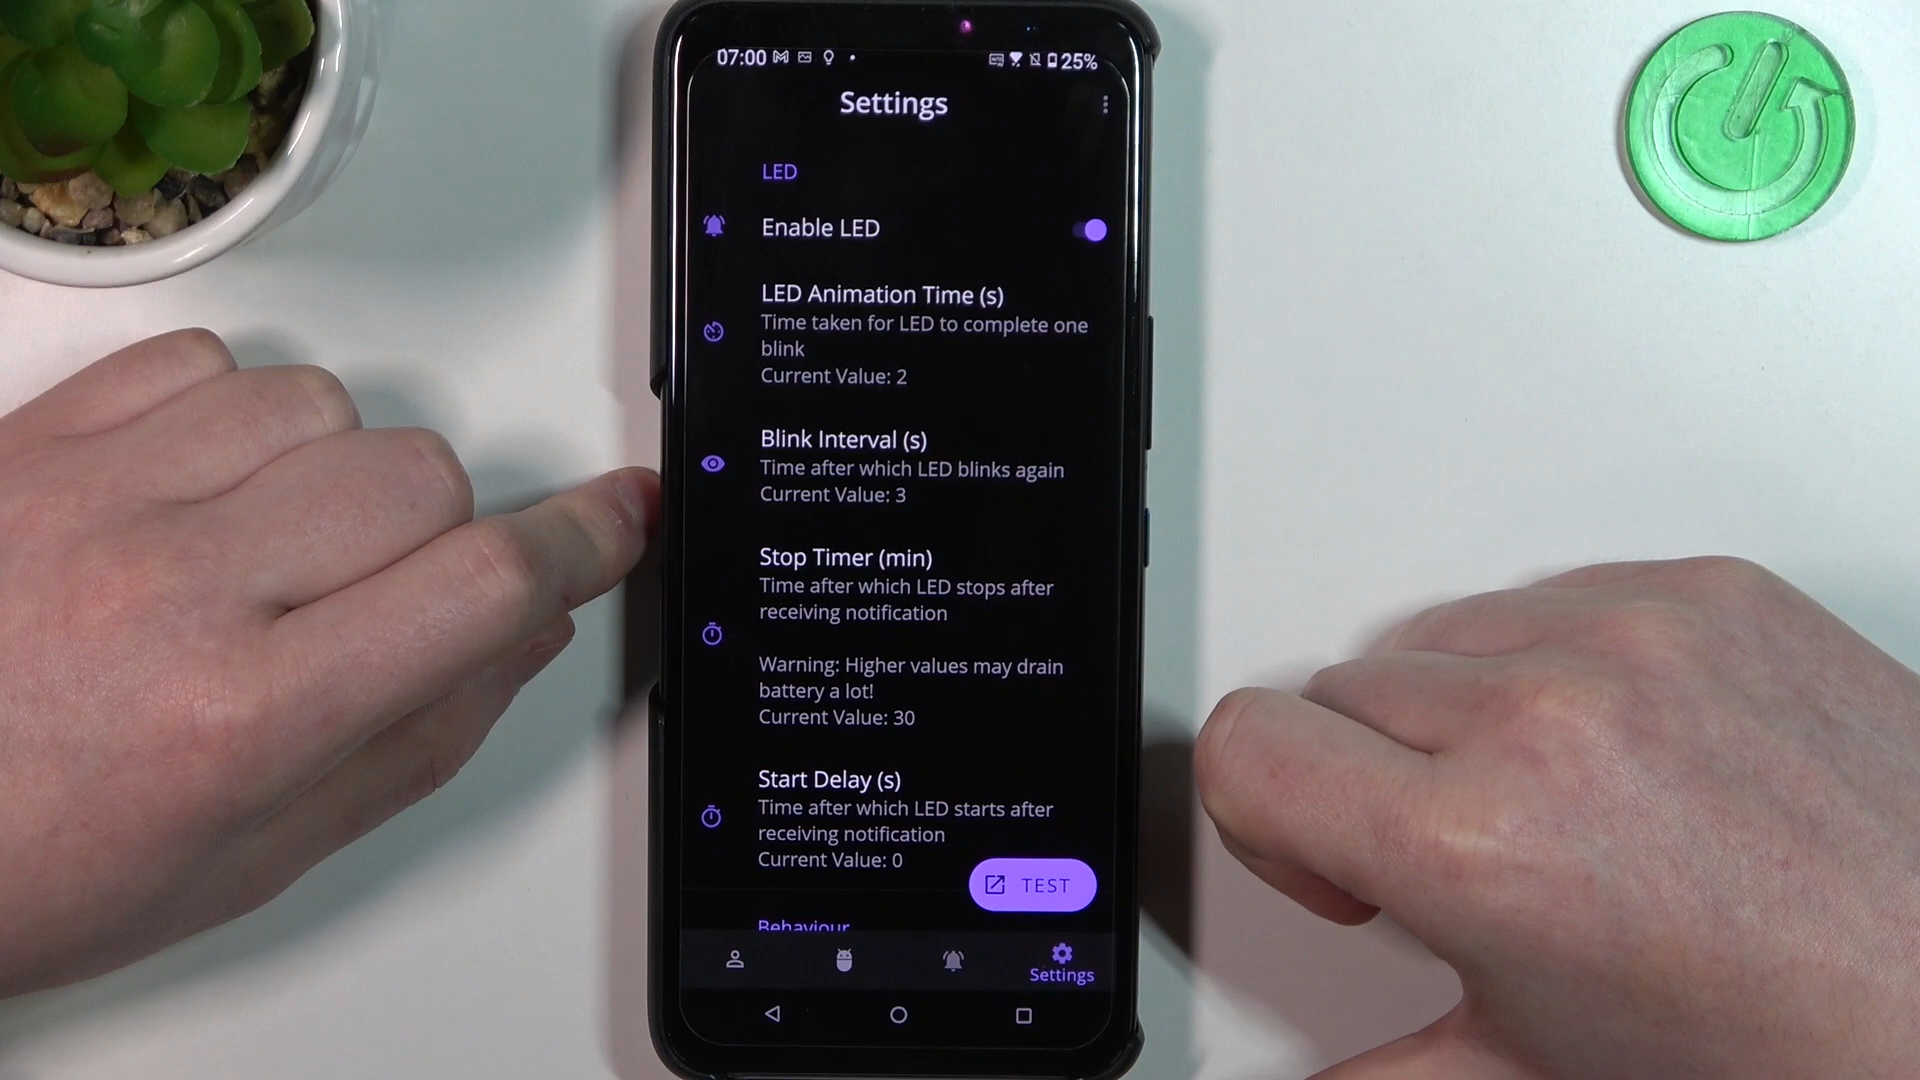 07:00 25%
Settings
LED
Enable LED
LED Animation Time (s)
Time taken for LED to complete one
blink
Current Value: 2
Blink Interval (s)
Time after which LED blinks again
Current Value: 3
Stop Timer (min)
Time after which LED stops after
receiving notification
Warning: Higher values may drain
battery a lot!
Current Value: 30
Start Delay (s)
Time after which LED starts after
receiving notification
Current Value: 0
TEST
Behaviour
Settings